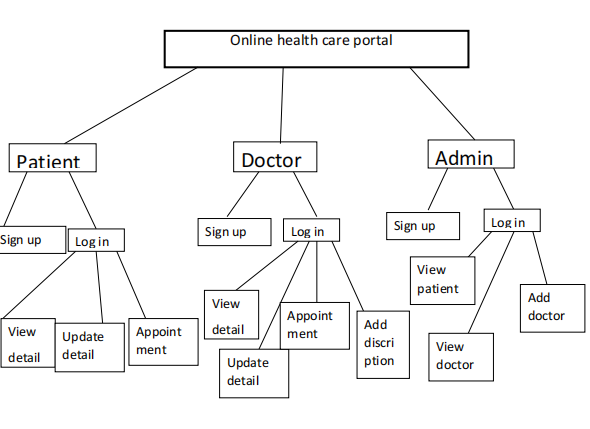 Online health care portal
Patient
Doctor
Admin
Sign up
Log in
Sign up
Log in
Sign up
Log in
View
detail
Update
detail
Appoint
ment
View
detail
Update
detail
Appoint
ment
Add
discri
ption
View
patient
View
doctor
Add
doctor